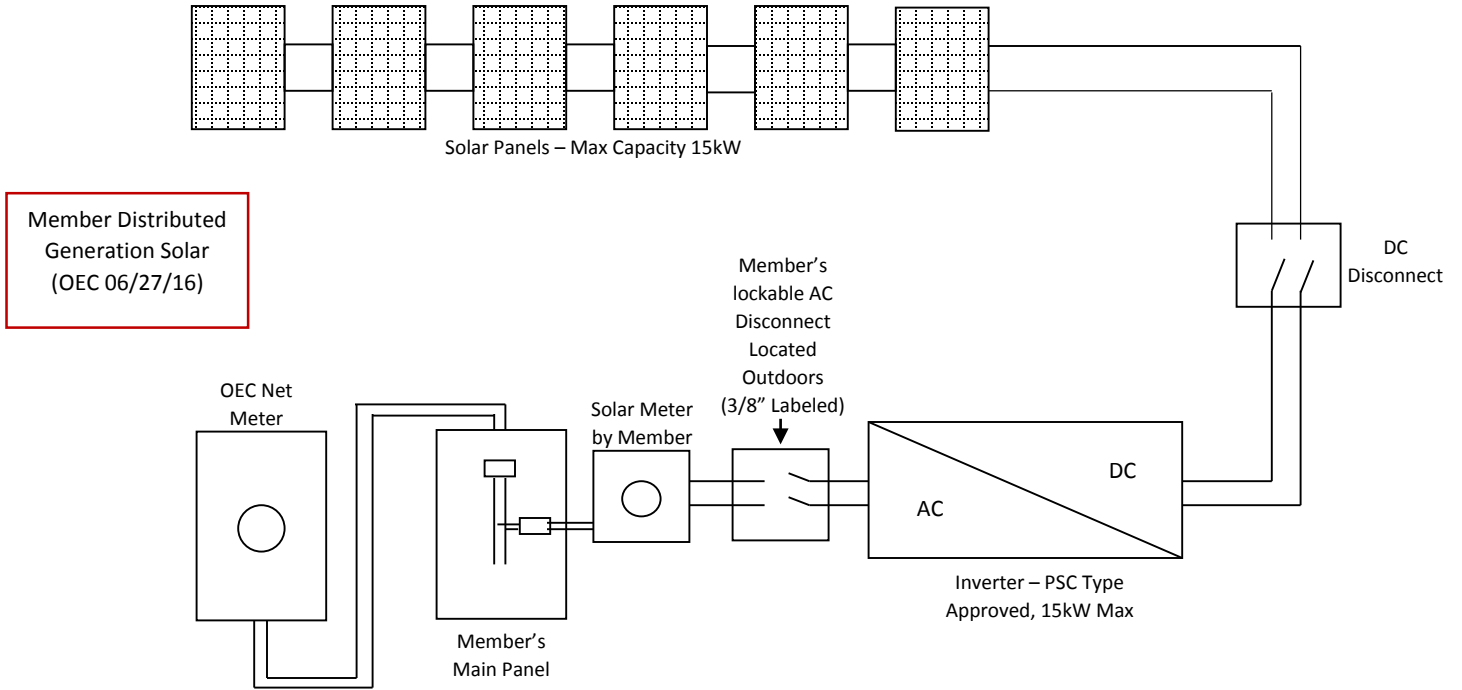 Solar Panels – Max Capacity 15kW
Member Distributed
Generation Solar
(OEC 06/27/16)
DC
Disconnect
Member’s
lockable AC
Disconnect
Located
Outdoors
(3/8” Labeled)
OEC Net
Meter
Solar Meter
by Member
DC
AC
Inverter – PSC Type
Approved, 15kW Max
Member’s
Main Panel